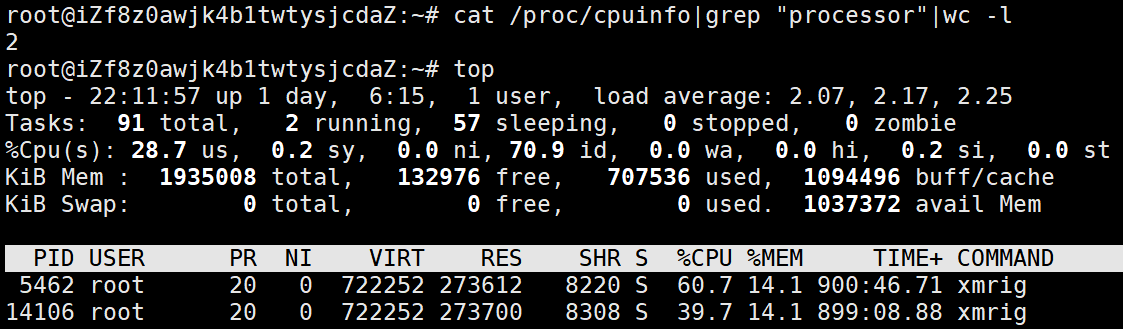 root@iZf8z0awjk4b1twtysjcdaZ:~# cat /proc/cpuinfo|grep "processor"|wc -l
2
root@iZf8z0awjk4b1twtysjcdaZ:~# top
top - 22:11:57 up 1 day,  6:15,  1 user,  load average: 2.07, 2.17, 2.25
Tasks:  91 total,   2 running,  57 sleeping,   0 stopped,   0 zombie
%Cpu(s): 28.7 us,  0.2 sy,  0.0 ni, 70.9 id,  0.0 wa,  0.0 hi,  0.2 si,  0.0 st
KiB Mem :  1935008 total,   132976 free,   707536 used,  1094496 buff/cache
KiB Swap:        0 total,        0 free,        0 used.  1037372 avail Mem
  PID USER      PR  NI    VIRT    RES    SHR S  %CPU %MEM     TIME+ COMMAND
 5462 root      20   0  722252 273612   8220 S  60.7 14.1 900:46.71 xmrig
14106 root      20   0  722252 273700   8308 S  39.7 14.1 899:08.88 xmrig